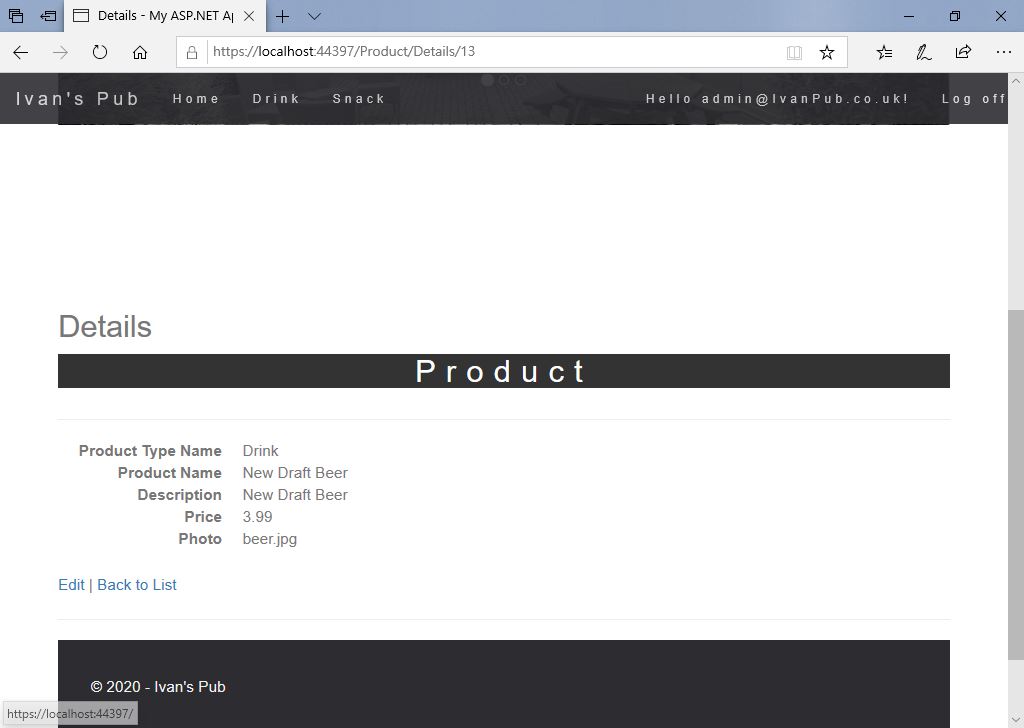 Details - My ASP.NET Ap
https://localhost:44397/Product/Details/13
Ivan's Pub Home Drink Snack Hello admin@IvanPub.co.uk! Log off
Details
Product
Product Type Name Drink
Product Name New Draft Beer
Description New Draft Beer
Price 3.99
Photo beer.jpg
Edit | Back to List
© 2020 - Ivan's Pub
https://localhost:44397/